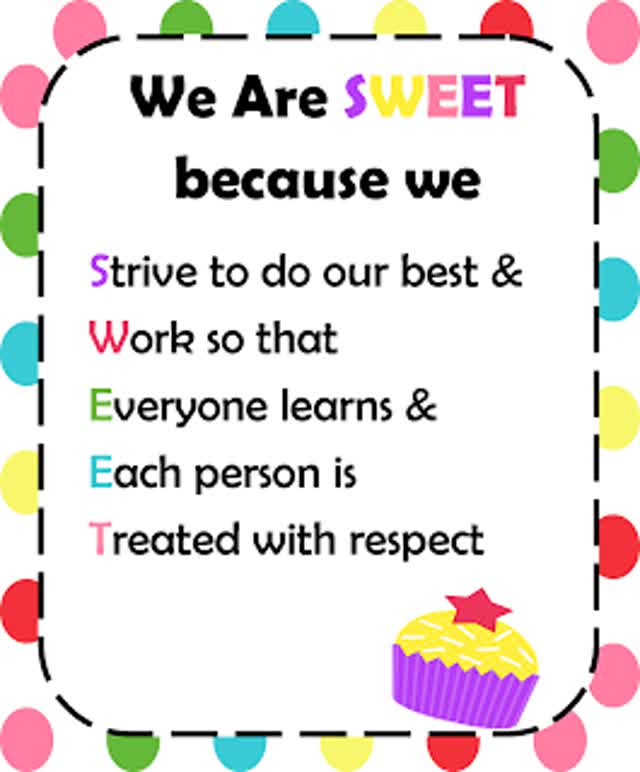 We Are SWEET
because we
Strive to do our best &
Work so that
Everyone learns &
Each person is
Treated with respect